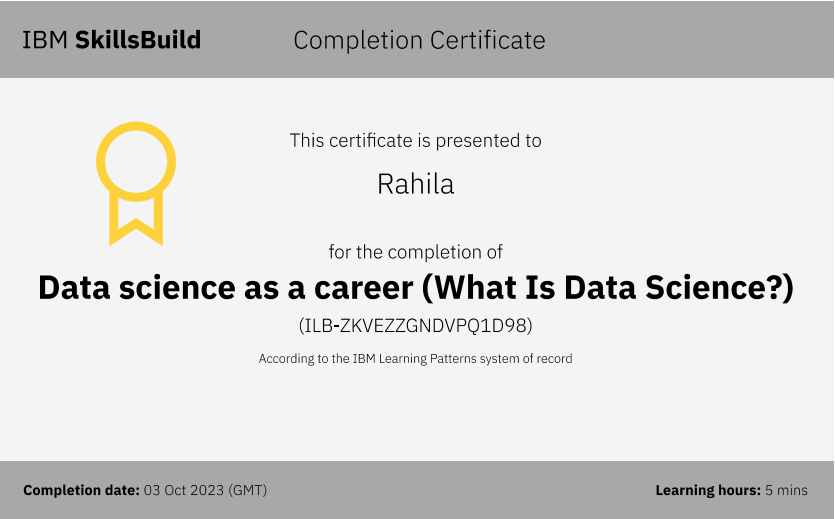 IBM SkillsBuild
Completion Certificate
This certificate is presented to
Rahila
for the completion of
Data science as a career (What Is Data Science?)
(ILB-ZKVEZZGNDVPQ1D98)
According to the IBM Learning Patterns system of record
Completion date: 03 Oct 2023 (GMT)
Learning hours: 5 mins